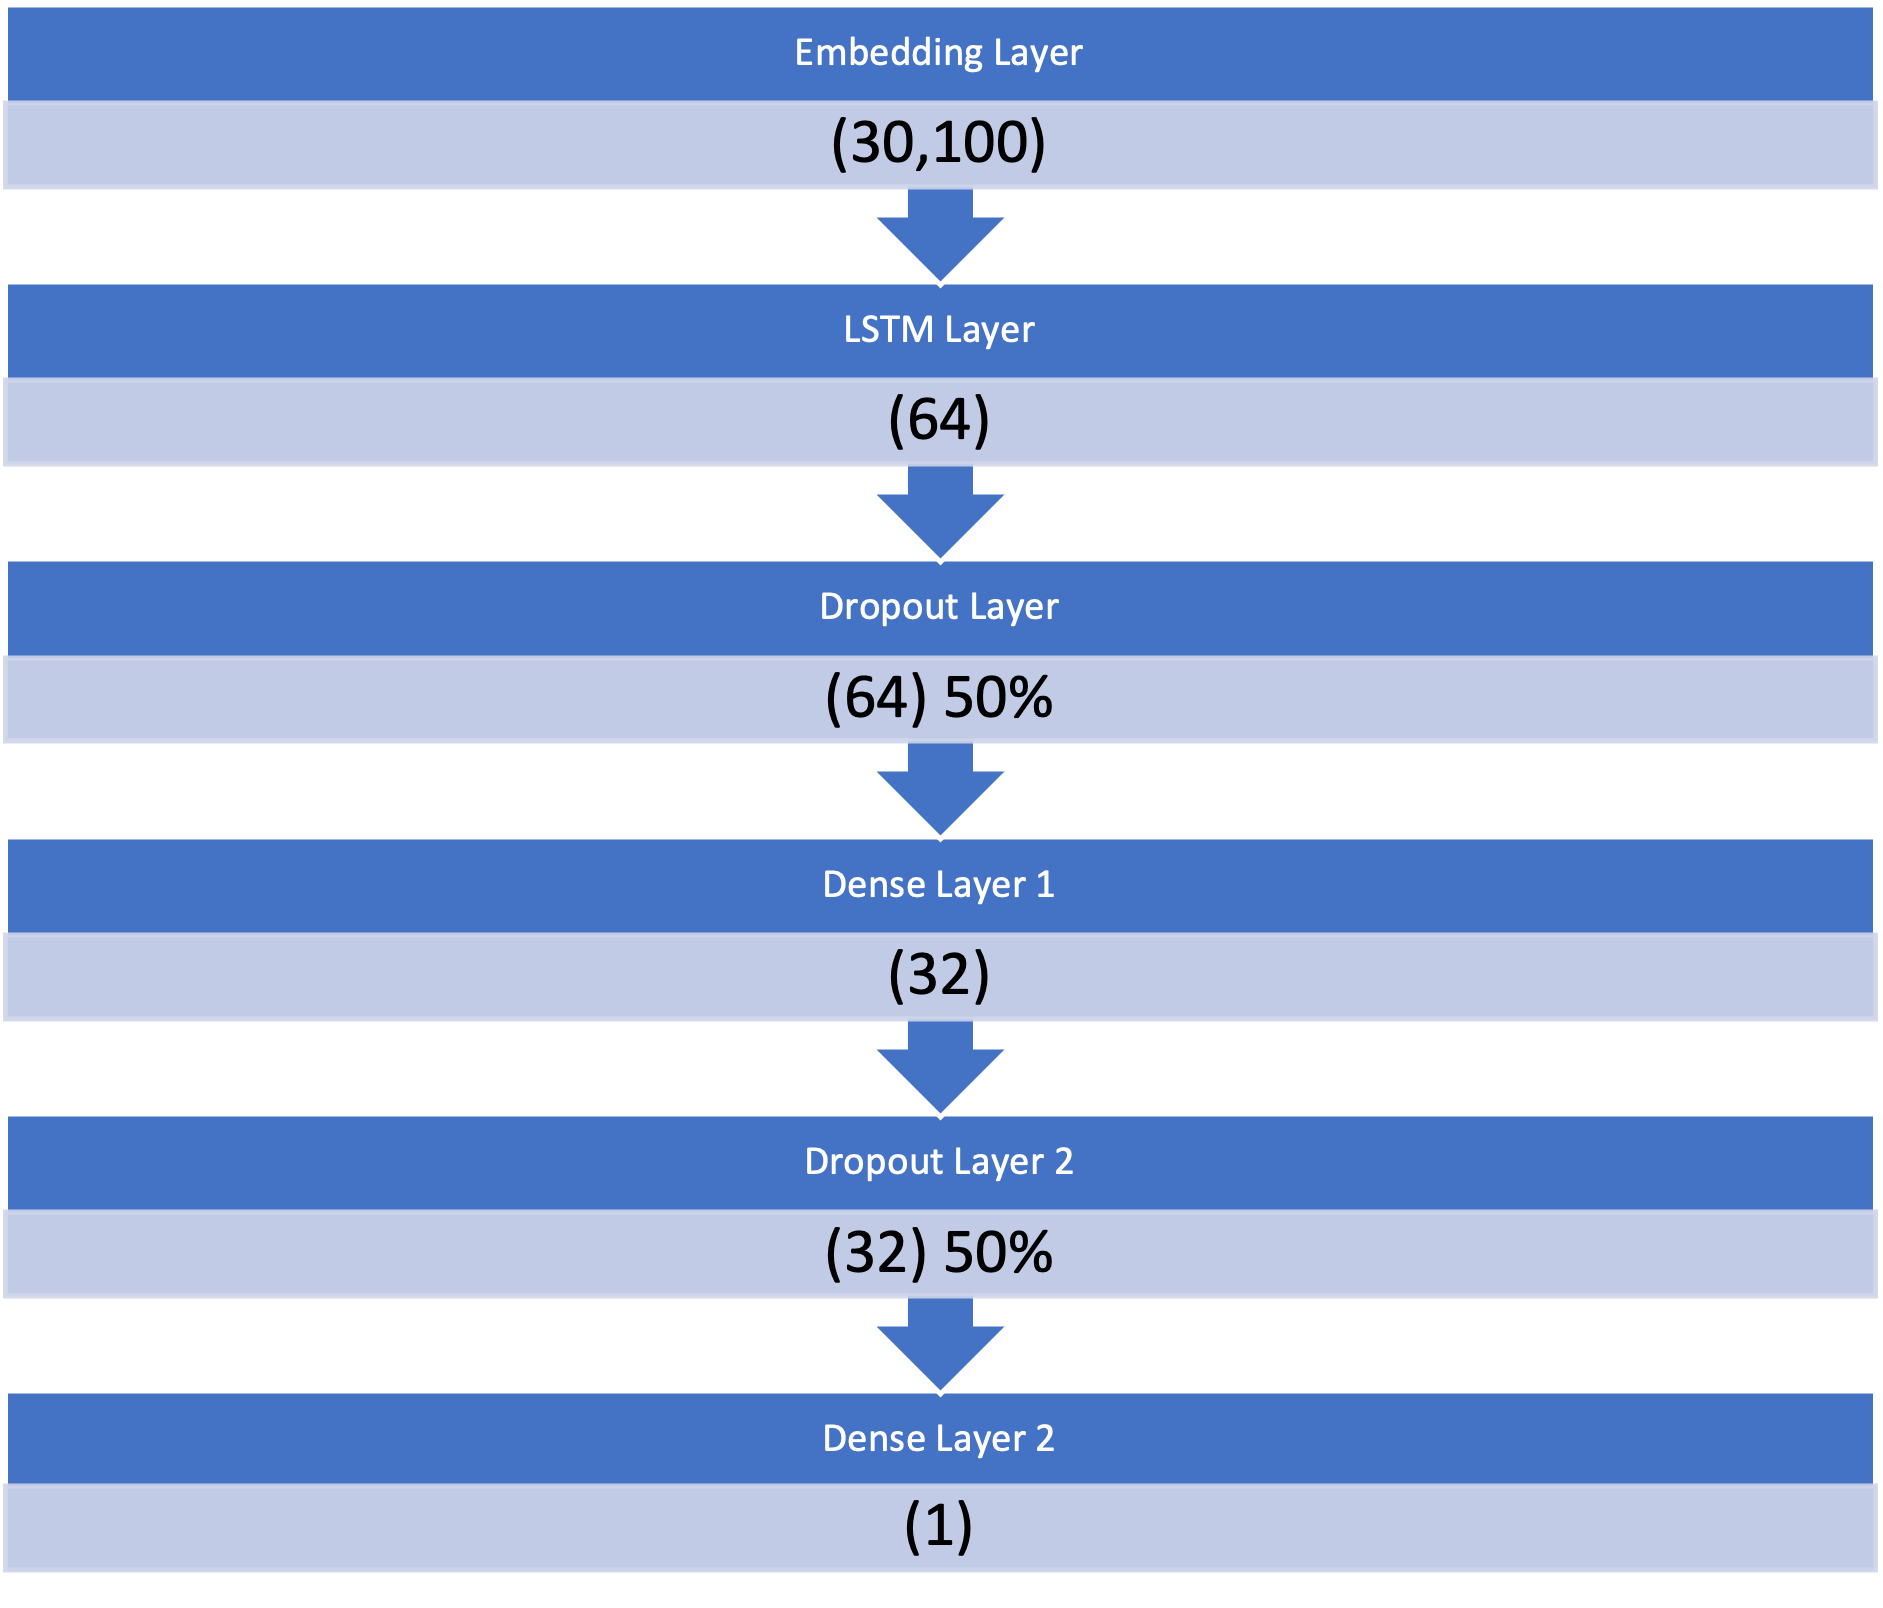 Embedding Layer
(30,100)
LSTM Layer
(64)
Dropout Layer
(64) 50%
Dense Layer 1
(32)
Dropout Layer 2
(32) 50%
Dense Layer 2
(1)